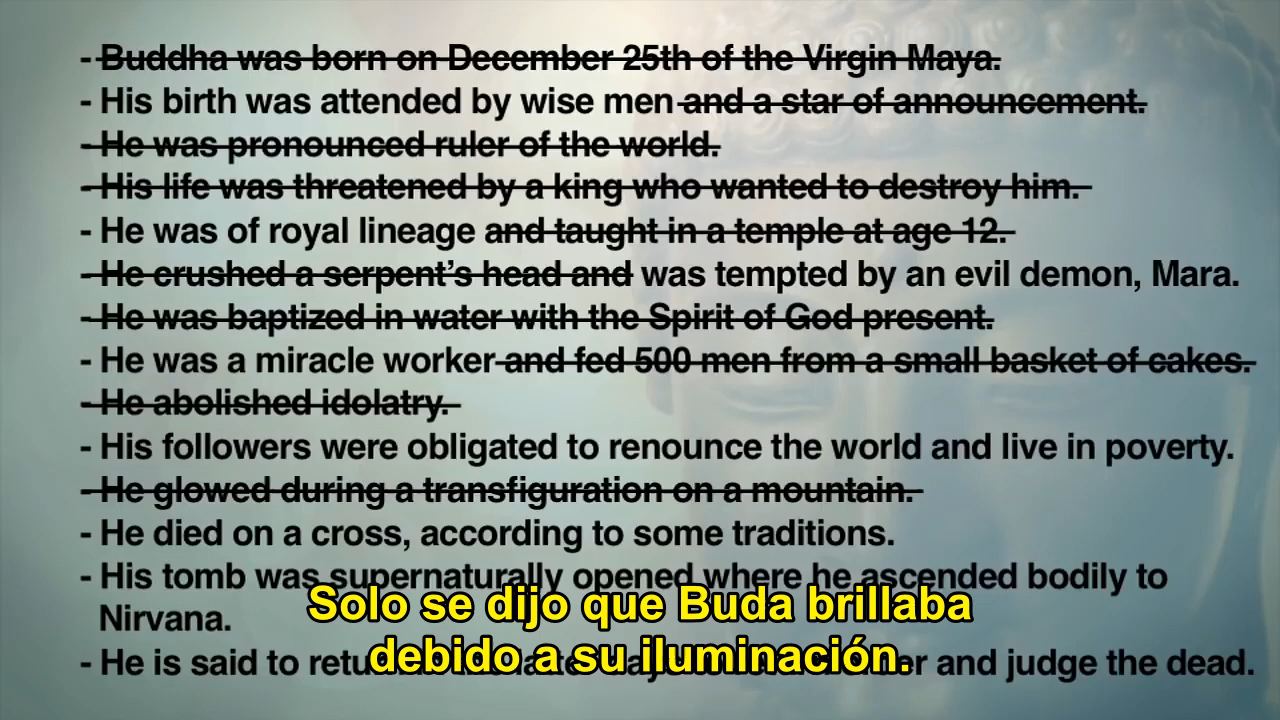 - Buddha was born on December 25th of the Virgin Maya.
- His birth was attended by wise men and a star of announcement.
- He was pronounced ruler of the world.
- His life was threatened by a king who wanted to destroy him.
- He was of royal lineage and taught in a temple at age 12.
- He crushed a serpent's head and was tempted by an evil demon, Mara.
- He was baptized in water with the Spirit of God present.
- He was a miracle worker and fed 500 men from a small basket of cakes.
- He abolished idolatry.
- His followers were obligated to renounce the world and live in poverty.
- He glowed during a transfiguration on a mountain.
- He died on a cross, according to some traditions.
- His tomb was supernaturally opened where he ascended bodily to
Nirvana.
Solo se dijo que Buda brillaba
- He is said to and judge the dead.
debido a su iluminación.